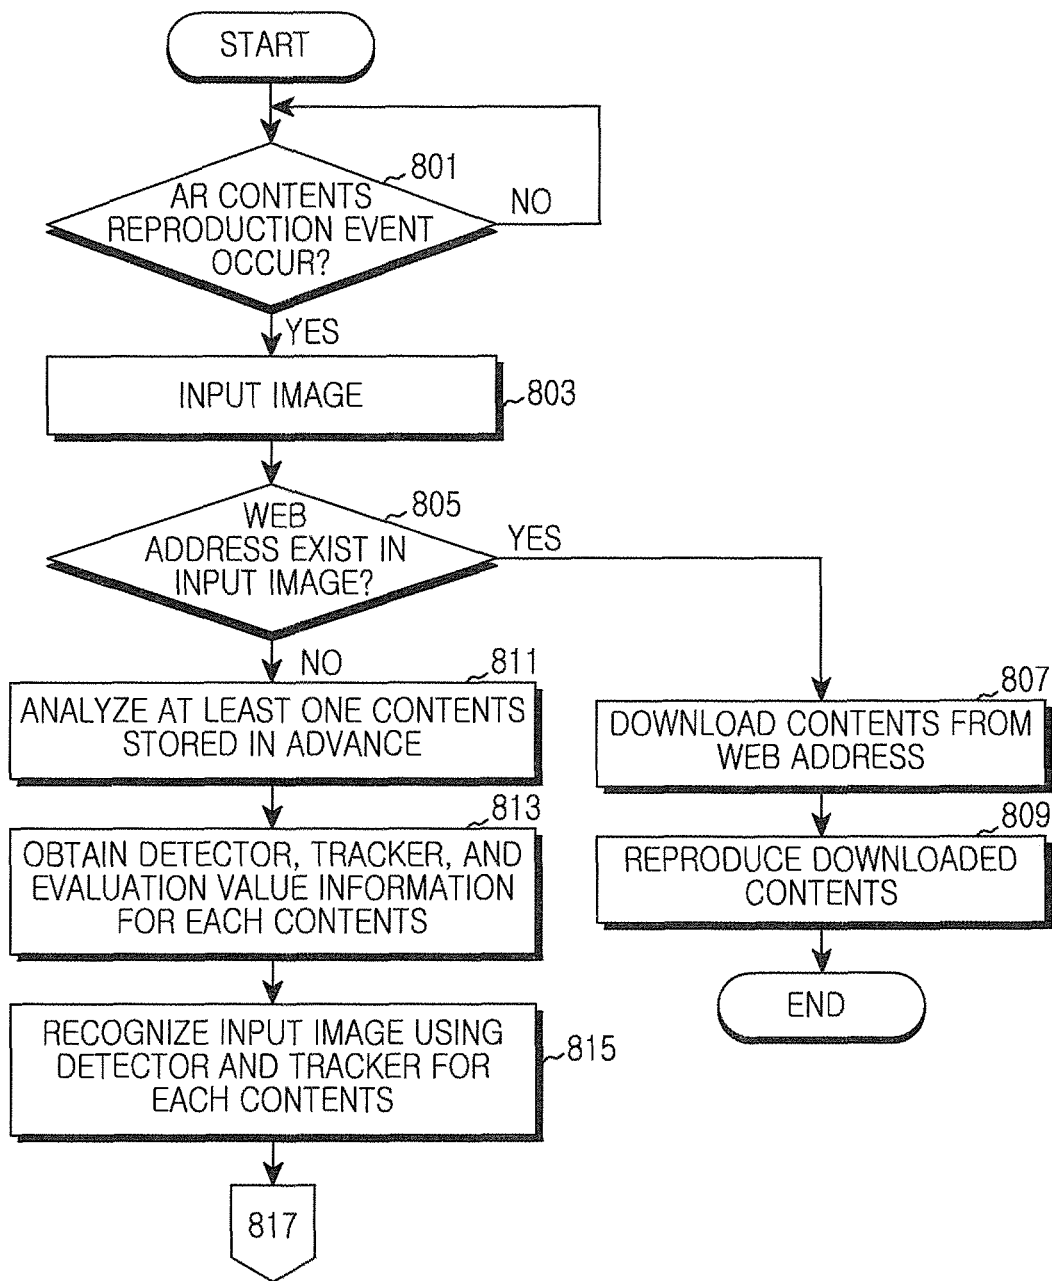 START
801
AR CONTENTS
REPRODUCTION EVENT
OCCUR?
NO
YES
INPUT IMAGE
803
805
WEB
ADDRESS EXIST IN
INPUT IMAGE?
YES
NO
811
ANALYZE AT LEAST ONE CONTENTS
STORED IN ADVANCE
807
DOWNLOAD CONTENTS FROM
WEB ADDRESS
813
OBTAIN DETECTOR, TRACKER, AND
EVALUATION VALUE INFORMATION
FOR EACH CONTENTS
809
REPRODUCE DOWNLOADED
CONTENTS
END
RECOGNIZE INPUT IMAGE USING
DETECTOR AND TRACKER FOR
EACH CONTENTS
815
817